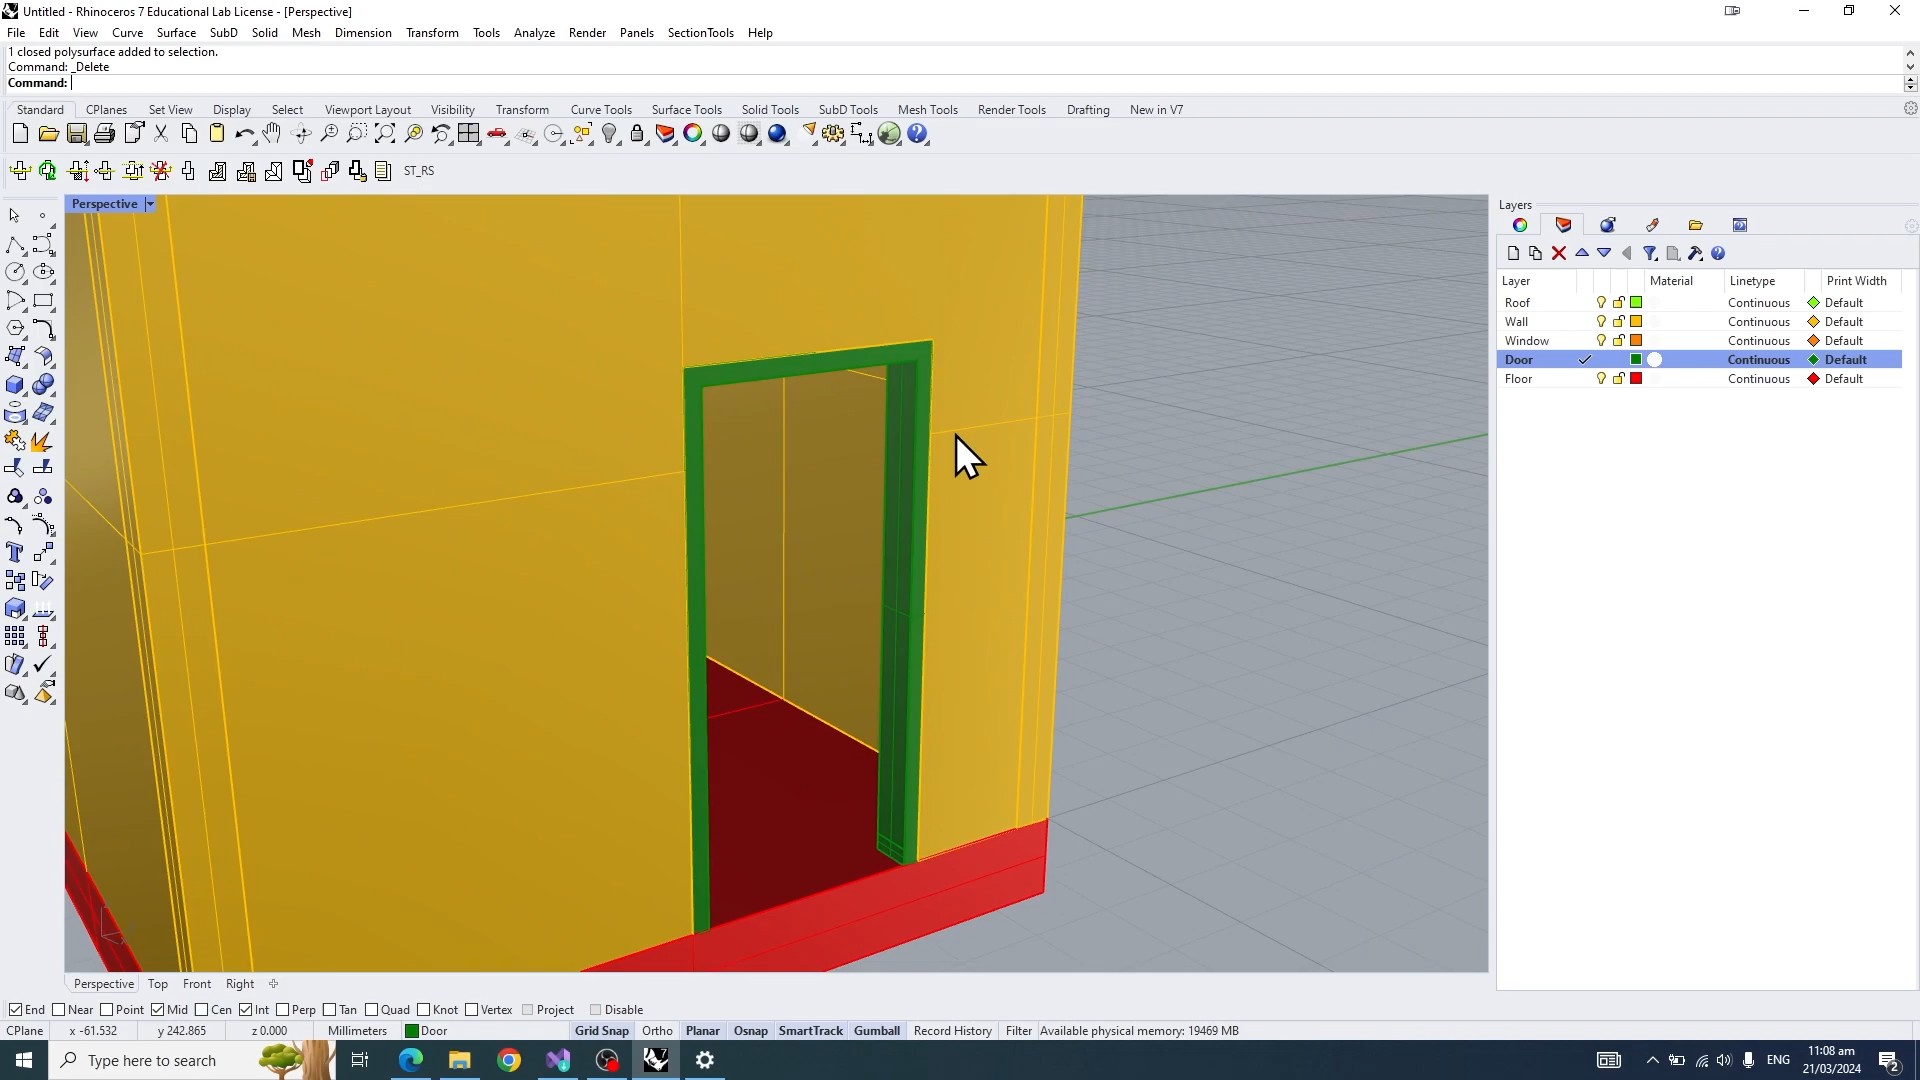 Untitled - Rhinoceros 7 Educational Lab License - [Perspective]
File Edit View Curve Surface SubD Solid Mesh Dimension Transform Tools Analyze Render Panels SectionTools Help
1 closed polysurface added to selection.
Command: _Delete
Command:
Standard CPlanes Set View Display Select Viewport Layout Visibility Transform Curve Tools Surface Tools Solid Tools SubD Tools Mesh Tools Render Tools Drafting New in V7
ST_RS
Perspective
Layers
Layer Material Linetype Print Width
Roof Continuous Default
Wall Continuous Default
Window Continuous Default
Door Continuous Default
Floor Continuous Default
Perspective Top Front Right
End Near Point Mid Cen Int Perp Tan Quad Knot Vertex Project Disable
CPlane x -61.532 y 242.865 z 0.000 Millimeters Door Grid Snap Ortho Planar Osnap SmartTrack Gumball Record History Filter Available physical memory: 19469 MB
Type here to search
ENG
11:08 am
21/03/2024
2